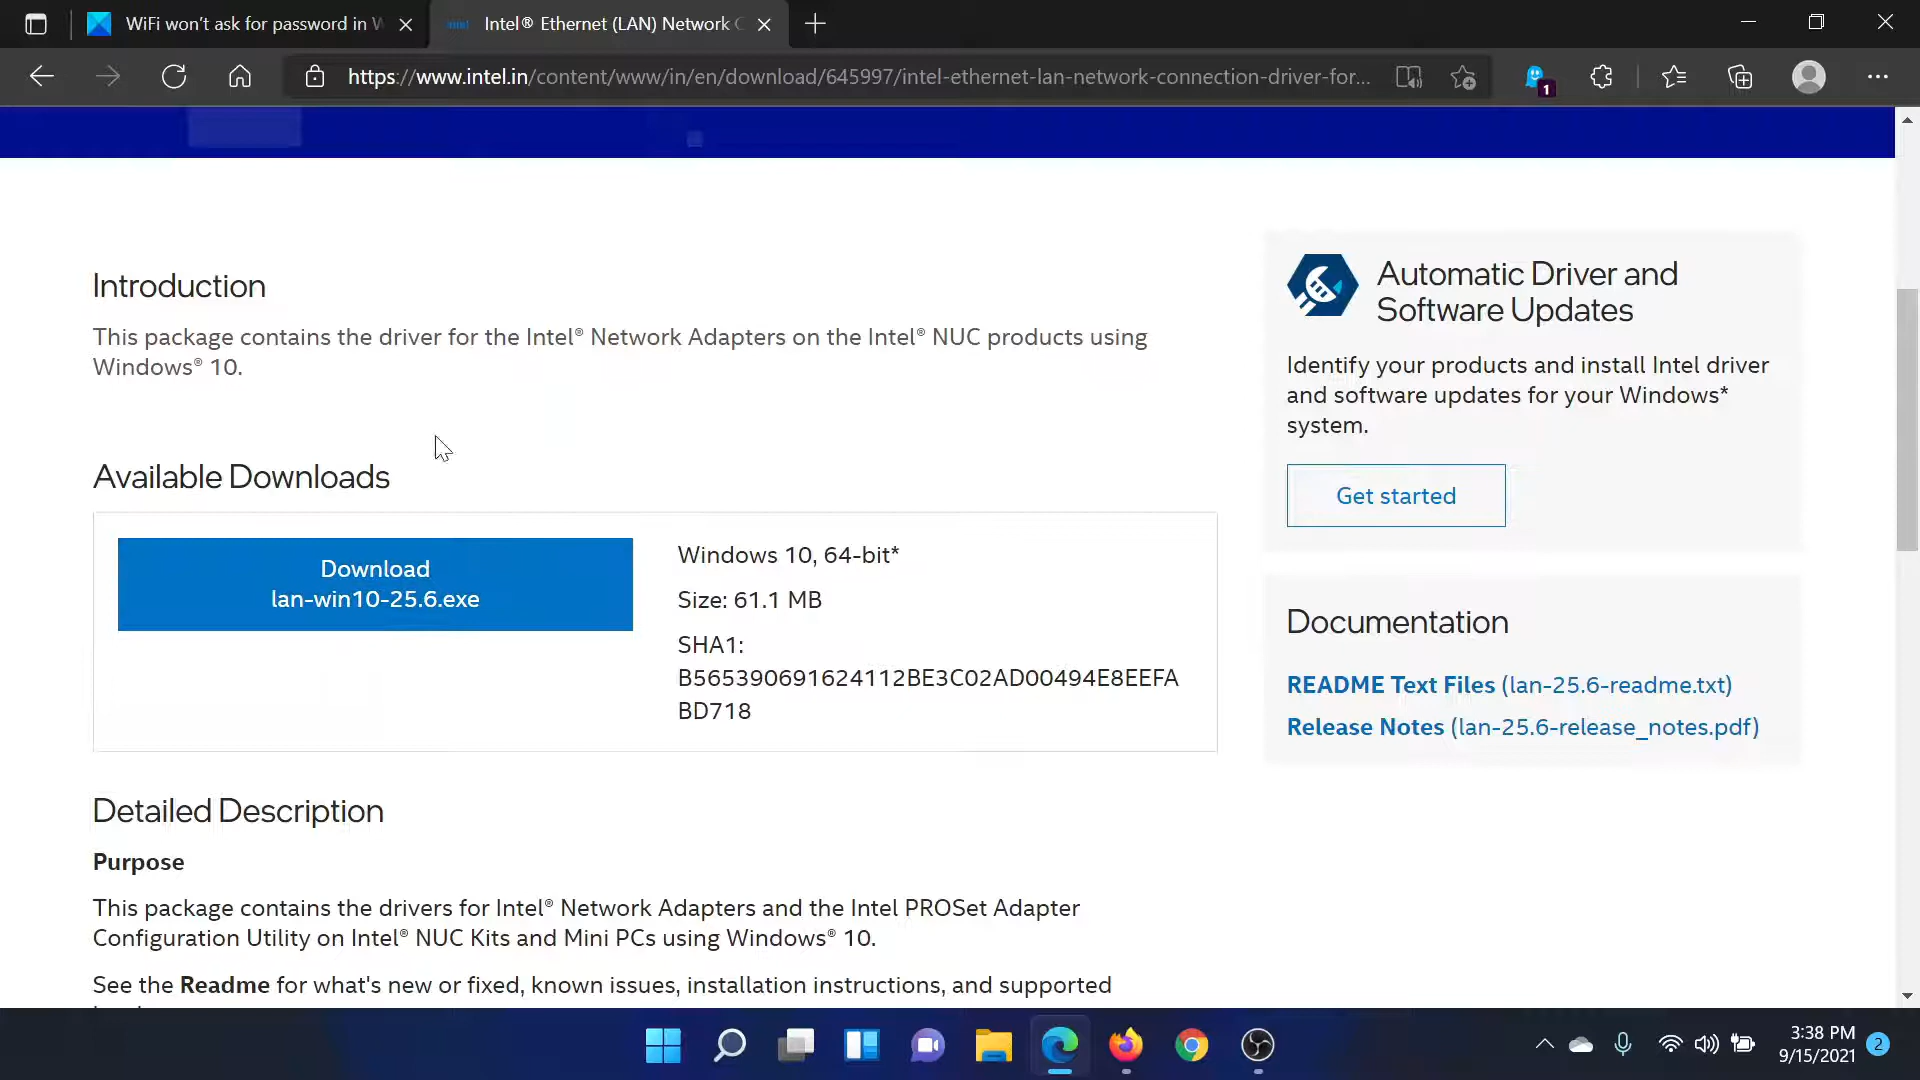 WiFi won't ask for password in W
intel
Intel® Ethernet (LAN) Network C
https://www.intel.in/content/www/in/en/download/645997/intel-ethernet-lan-network-connection-driver-for...
1
Introduction
This package contains the driver for the Intel® Network Adapters on the Intel® NUC products using
Windows® 10.
Available Downloads
Download
lan-win10-25.6.exe
Windows 10, 64-bit*
Size: 61.1 MB
SHA1:
B565390691624112BE3C02AD00494E8EEFA
BD718
Detailed Description
Purpose
This package contains the drivers for Intel® Network Adapters and the Intel PROSet Adapter
Configuration Utility on Intel® NUC Kits and Mini PCs using Windows® 10.
See the Readme for what's new or fixed, known issues, installation instructions, and supported
Automatic Driver and
Software Updates
Identify your products and install Intel driver
and software updates for your Windows*
system.
Get started
Documentation
README Text Files (lan-25.6-readme.txt)
Release Notes (lan-25.6-release_notes.pdf)
3:38 PM
9/15/2021
2